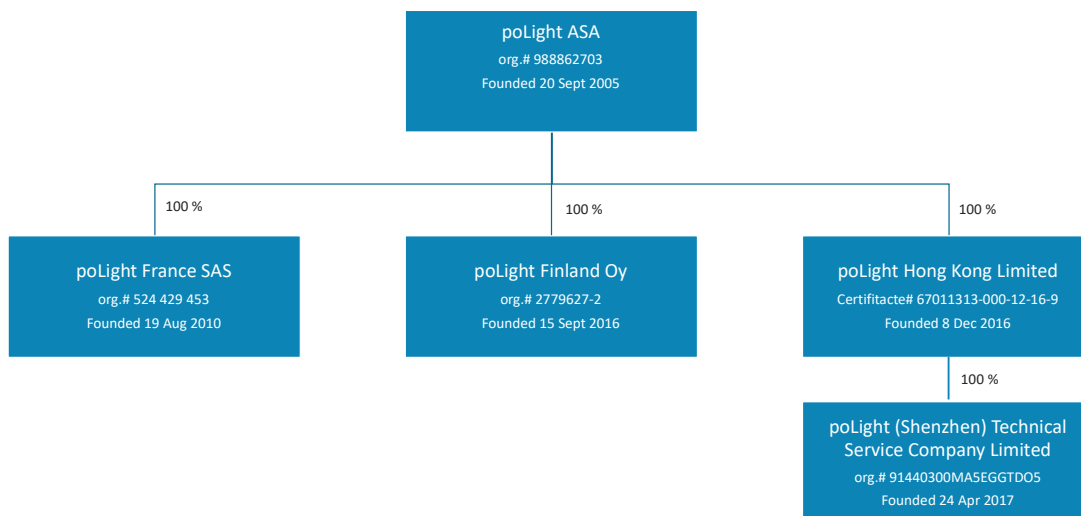 poLight ASA
org.# 988862703
Founded 20 Sept 2005
100 %
100 %
100 %
poLight France SAS
org.# 524 429 453
Founded 19 Aug 2010
poLight Finland Oy
org.# 2779627-2
Founded 15 Sept 2016
poLight Hong Kong Limited
Certifitacte# 67011313-000-12-16-9
Founded 8 Dec 2016
100 %
poLight (Shenzhen) Technical
Service Company Limited
org.# 91440300MA5EGGTDO5
Founded 24 Apr 2017